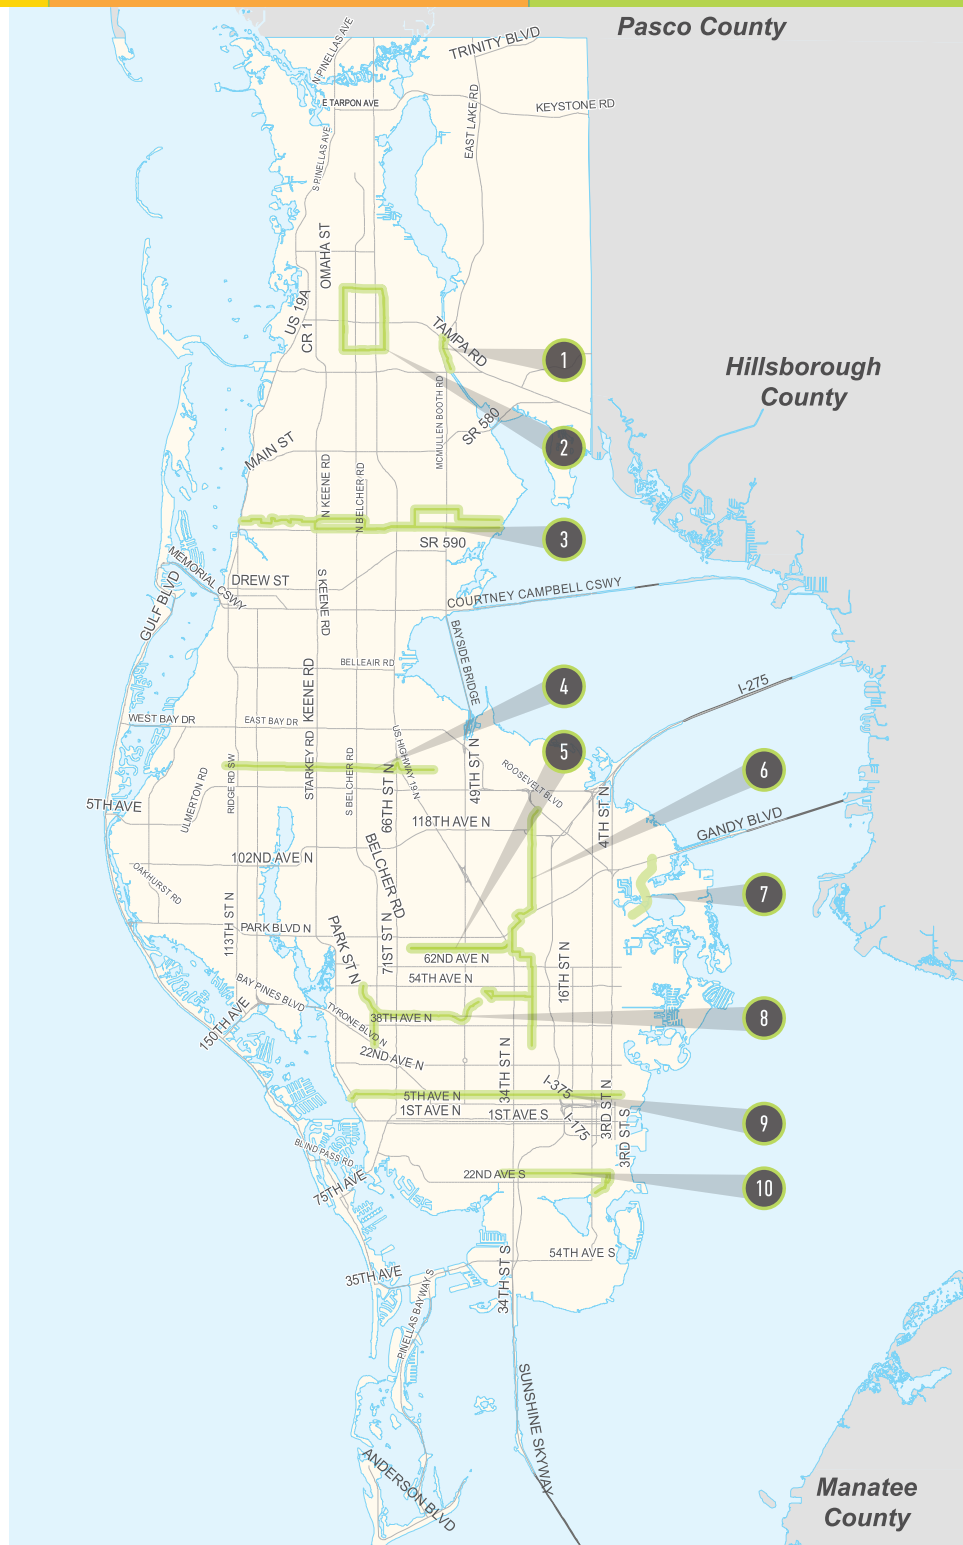 Pasco County
N PINELLAS AVE
TRINITY BLVD
E TARPON AVE
KEYSTONE RD
EAST LAKE RD
S PINELLAS AVE
OMAHA ST
US 19A
CR 1
TAMPA RD
1
Hillsborough
County
MCMULLEN BOOTH RD
SR 580
2
MAIN ST
N KEENE RD
N BELCHER RD
3
SR 590
MEMORIAL CSWY
DREW ST
S KEENE RD
COURTNEY CAMPBELL CSWY
GULF BLVD
BAYSIDE BRIDGE
BELLEAIR RD
KEENE RD
4
I-275
WEST BAY DR
EAST BAY DR
US HIGHWAY 19 N
49TH ST N
5
ULMERTON RD
RIDGE RD SW
STARKEY RD
S BELCHER RD
66TH ST N
ROOSEVELT BLVD
6
5TH AVE
118TH AVE N
4TH ST N
GANDY BLVD
102ND AVE N
BELCHER RD
OAKHURST RD
7
113TH ST N
PARK BLVD N
PARK ST N
71ST ST N
62ND AVE N
16TH ST N
54TH AVE N
BAY PINES BLVD
150TH AVE
TYRONE BLVD N
38TH AVE N
8
22ND AVE N
34TH ST N
5TH AVE N
I-375
3RD ST N
9
1ST AVE N
1ST AVE S
I-175
3RD ST S
BLIND PASS RD
75TH AVE
22ND AVE S
10
54TH AVE S
34TH ST S
35TH AVE
PINELLAS BAYWAY S
SUNSHINE SKYWAY
ANDERSON BLVD
Manatee
County